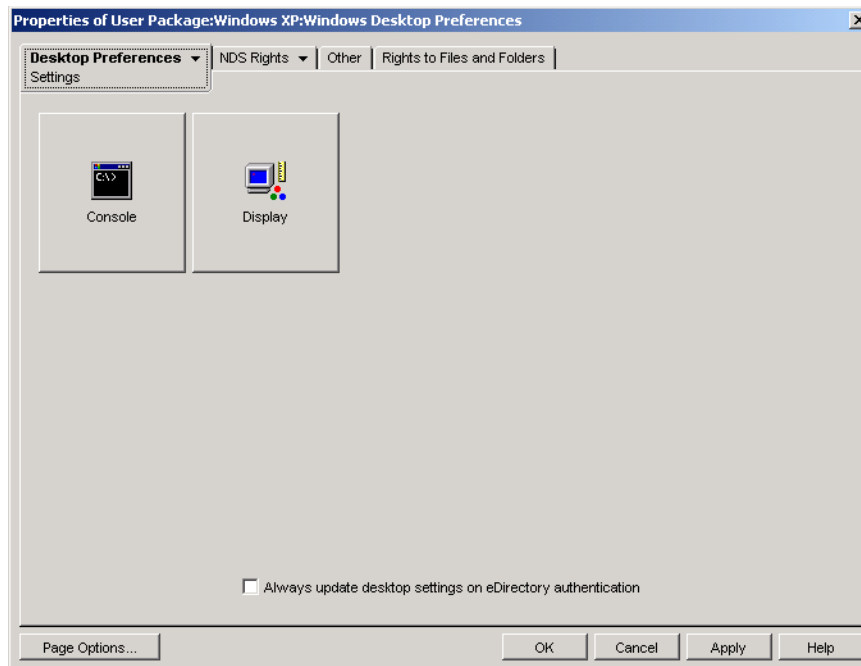 Properties of User Package:Windows XP:Windows Desktop Preferences
Desktop Preferences
NDS Rights
Other
Rights to Files and Folders
Settings
C:\>
Console
Display
Always update desktop settings on eDirectory authentication
Page Options...
OK
Cancel
Apply
Help